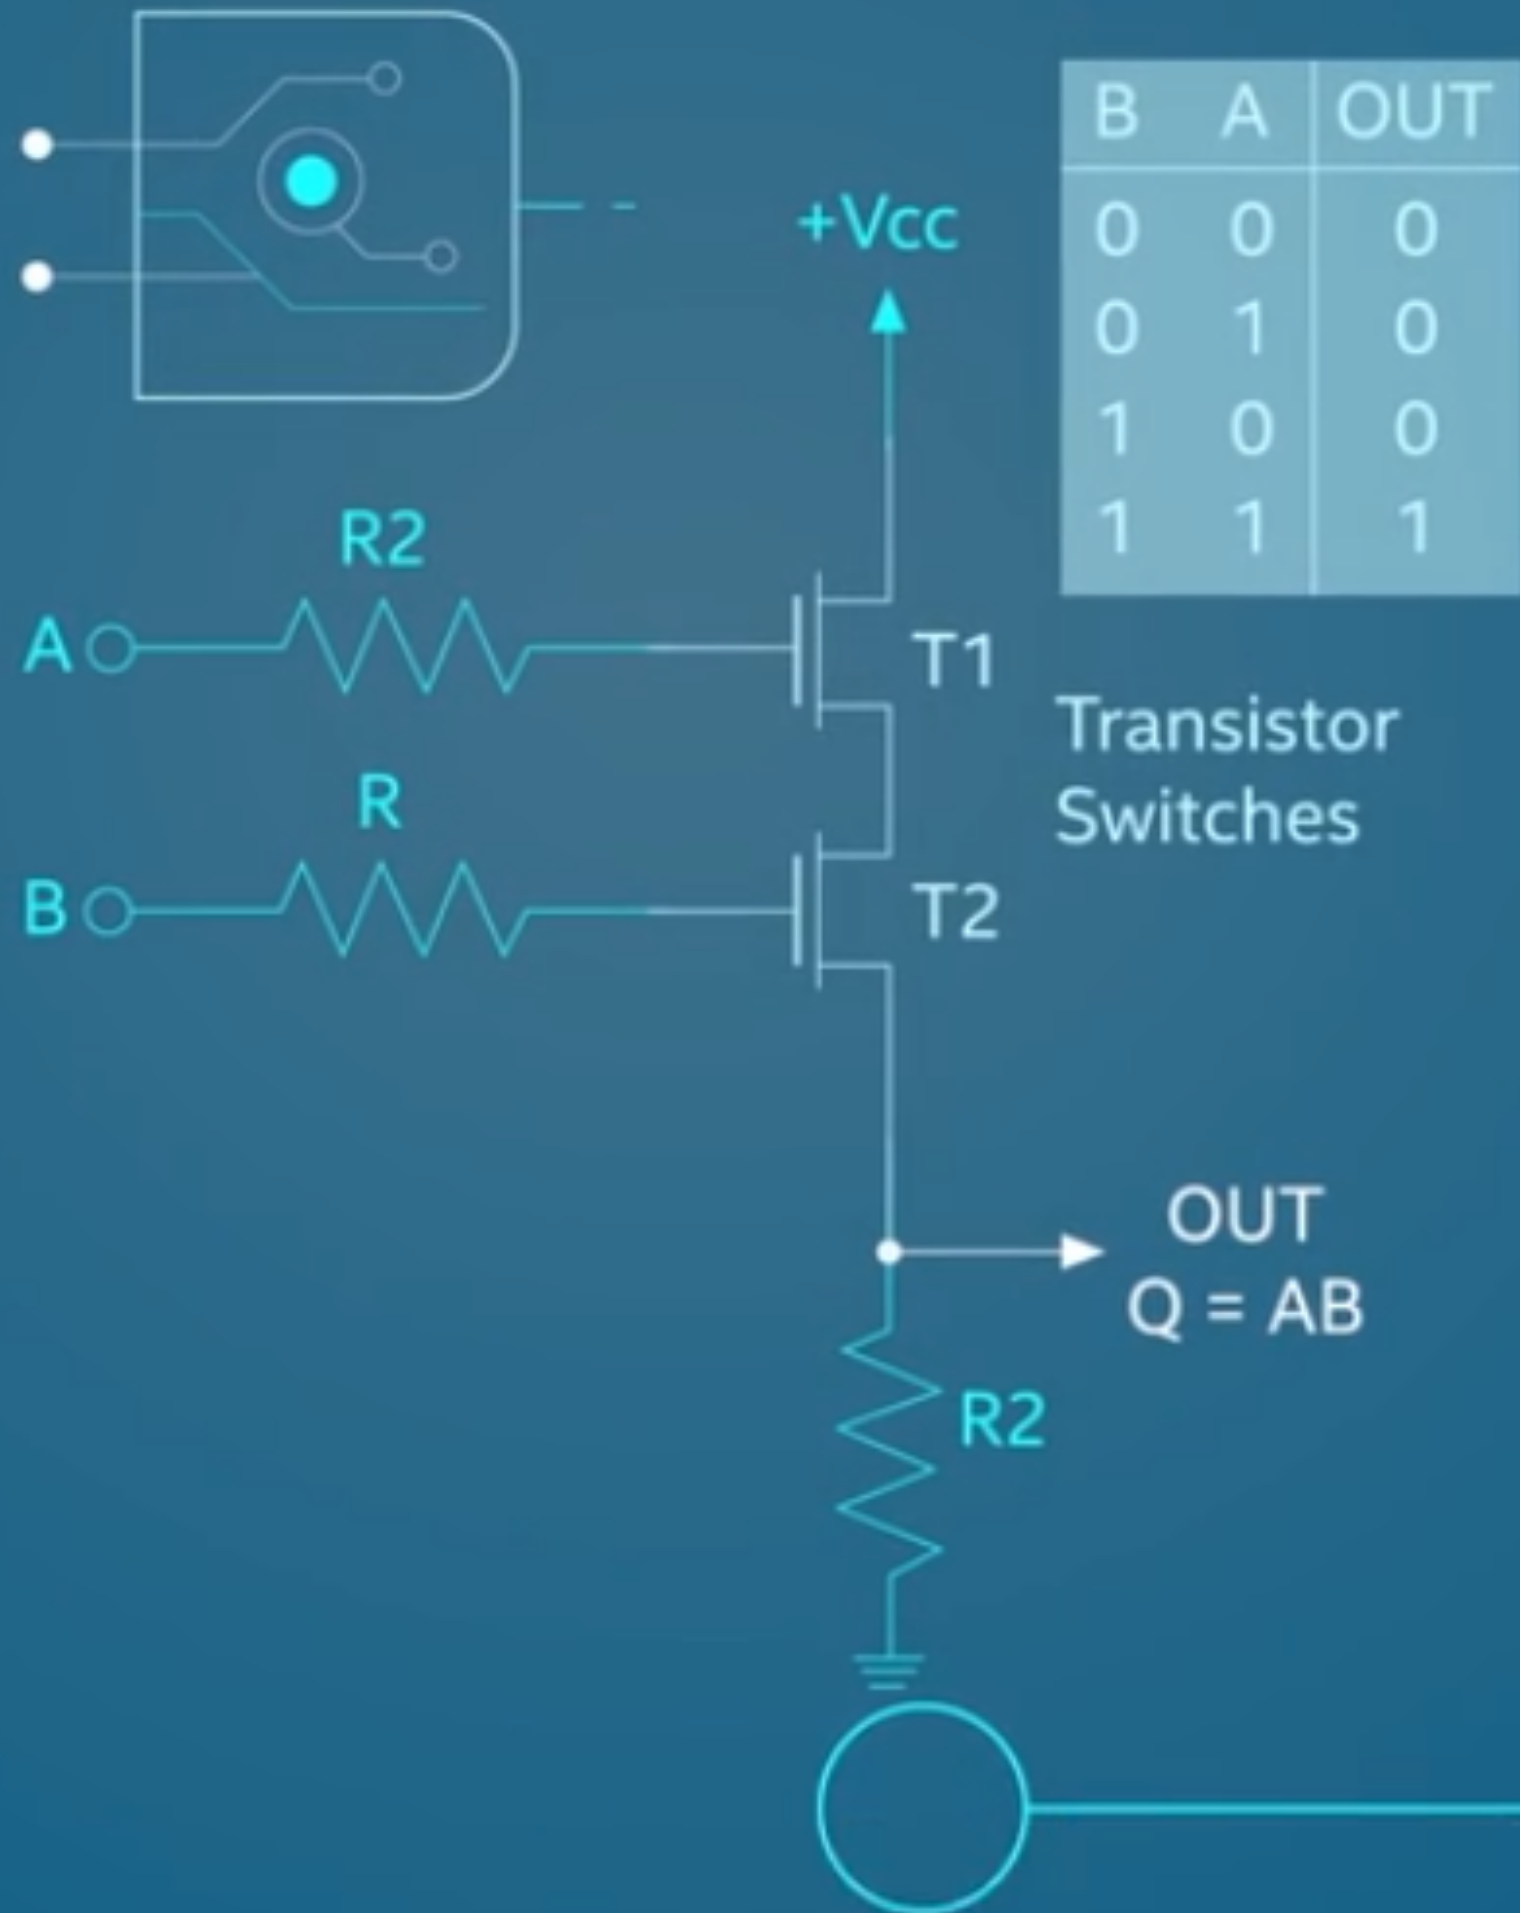 B A OUT
0 0 0
0 1 0
1 0 0
1 1 1
+Vcc
R2
A
T1
Transistor
Switches
R
B
T2
OUT
Q = AB
R2